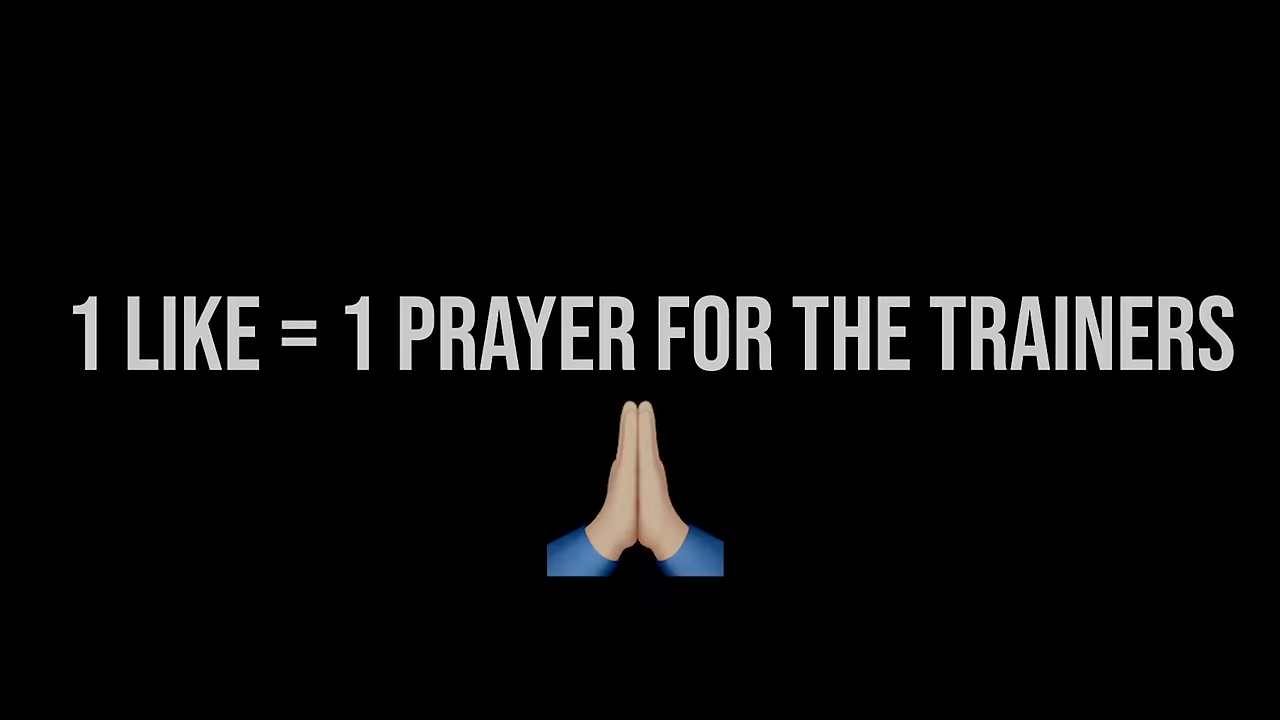 1 LIKE = 1 PRAYER FOR THE TRAINERS